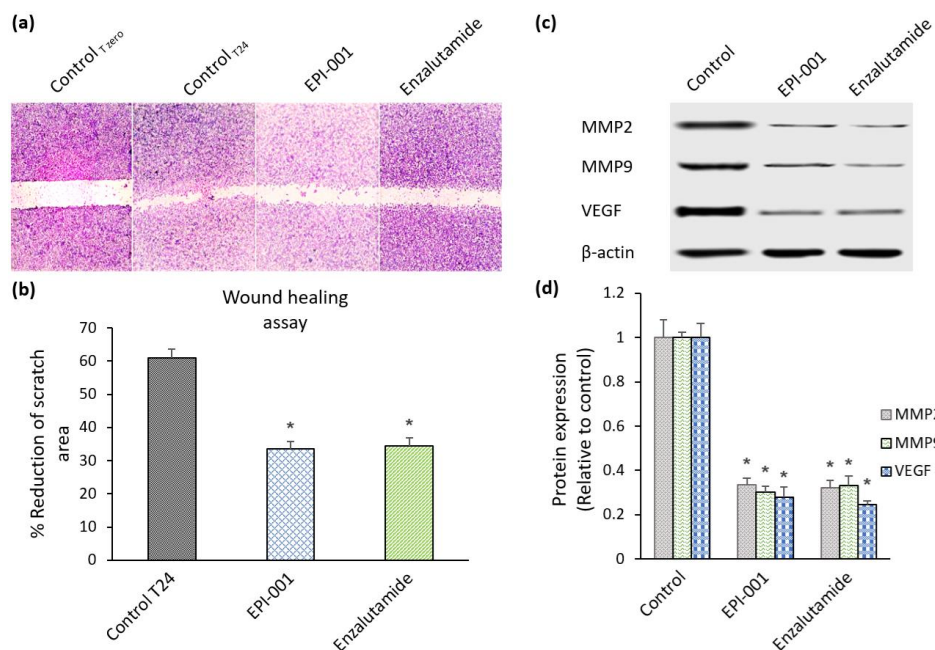 (a)
Control T zero
Control T24
EPI-001
Enzalutamide
(b)
Wound healing
assay
% Reduction of scratch
area
70
60
50
40
30
20
10
0
*
*
Control T24
EPI-001
Enzalutamide
(c)
Control
EPI-001
Enzalutamide
MMP2
MMP9
VEGF
β-actin
(d)
Protein expression
(Relative to control)
1.2
1
0.8
0.6
0.4
0.2
0
* * *
* * *
MMP2
MMP9
VEGF
Control
EPI-001
Enzalutamide